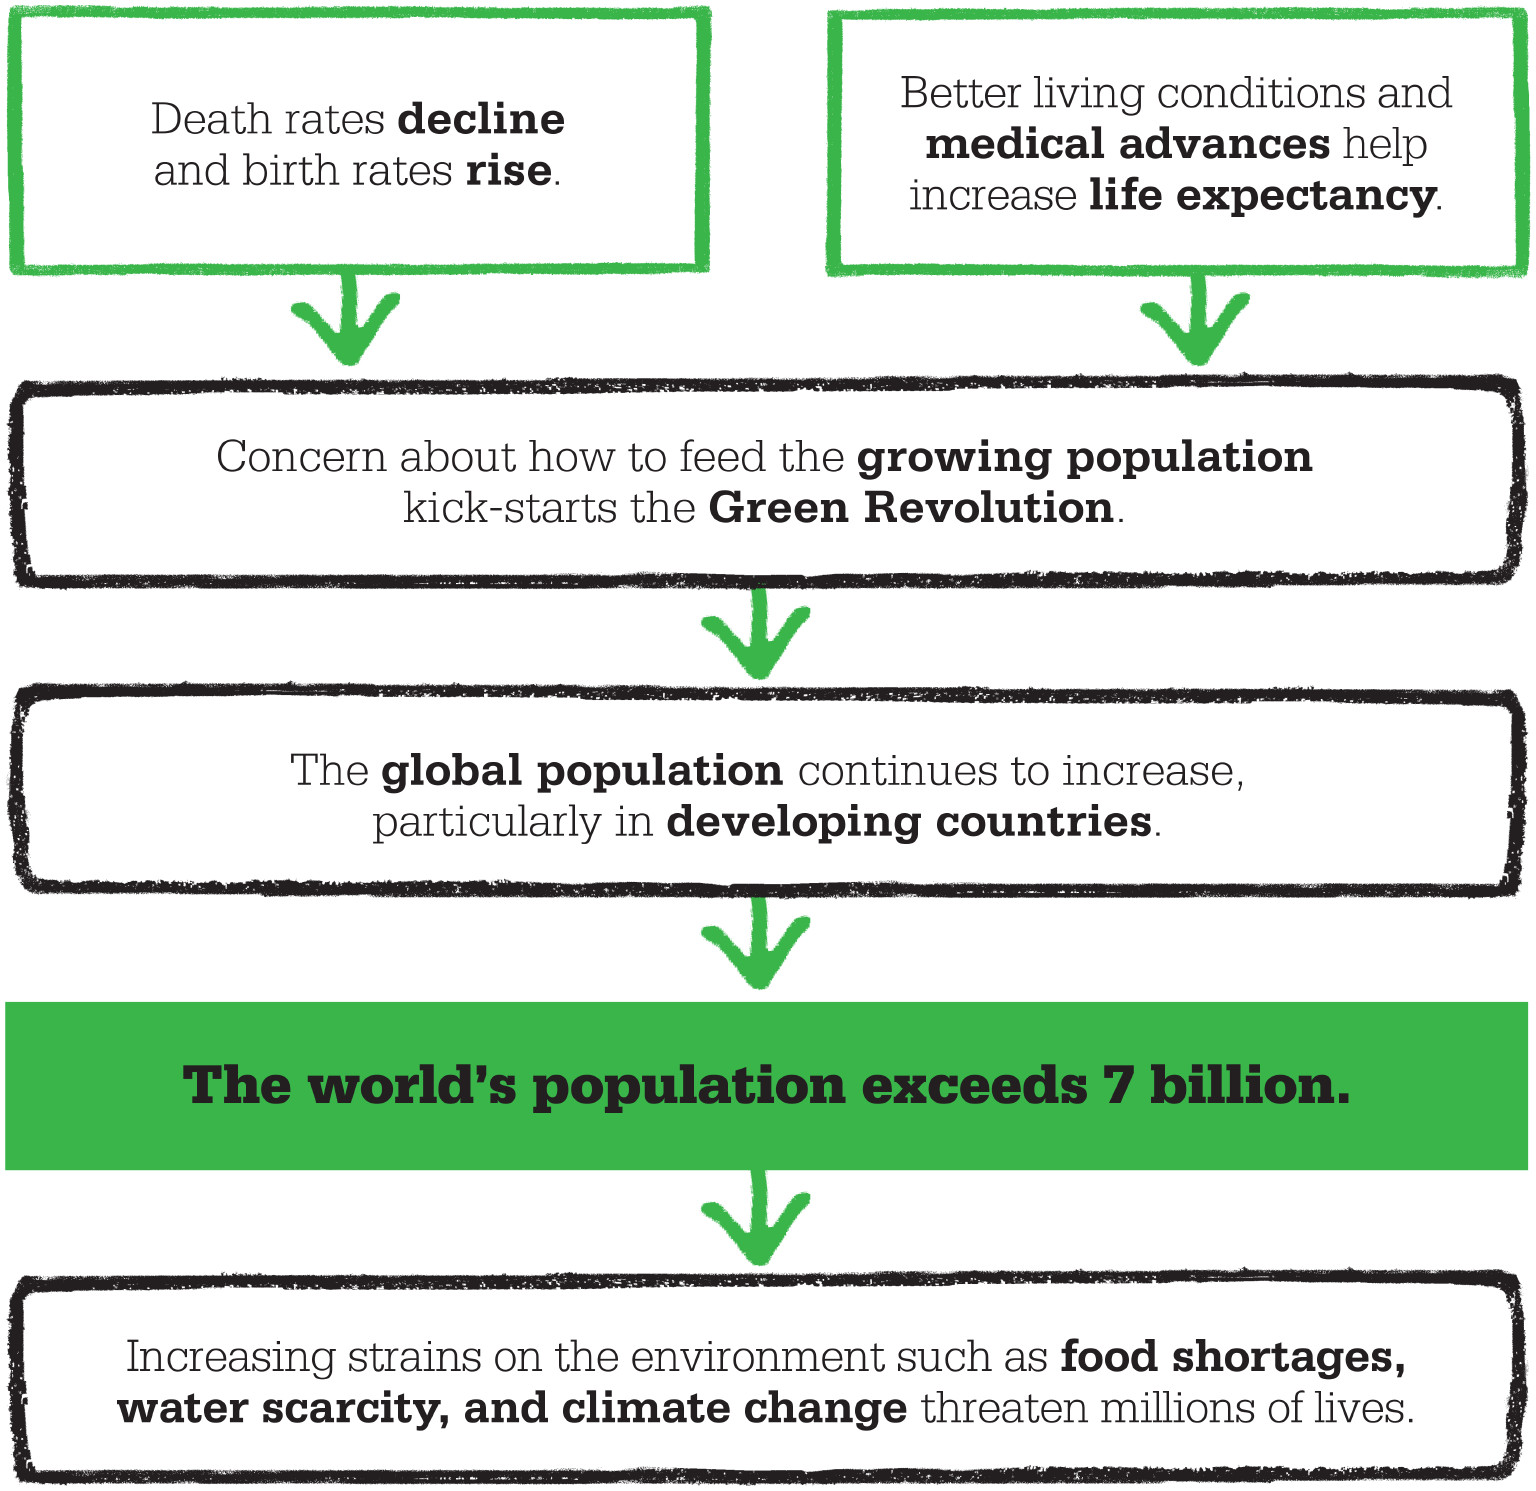 Death rates decline
and birth rates rise.
Better living conditions and
medical advances help
increase life expectancy.
Concern about how to feed the growing population
kick-starts the Green Revolution.
The global population continues to increase,
particularly in developing countries.
The world's population exceeds 7 billion.
Increasing strains on the environment such as food shortages,
water scarcity, and climate change threaten millions of lives.